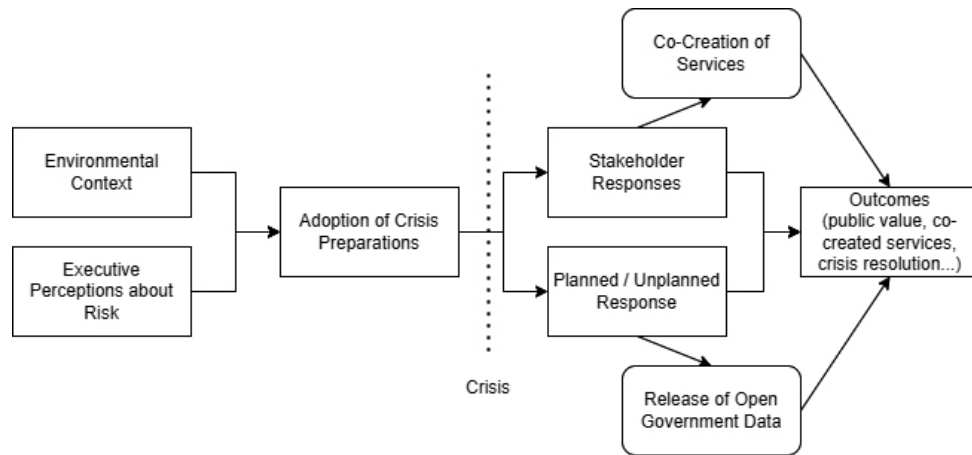 Co-Creation of
Services
Environmental
Context
Stakeholder
Responses
Adoption of Crisis
Preparations
Outcomes
(public value, co-
created services,
crisis resolution...)
Executive
Perceptions about
Risk
Planned / Unplanned
Response
Crisis
Release of Open
Government Data